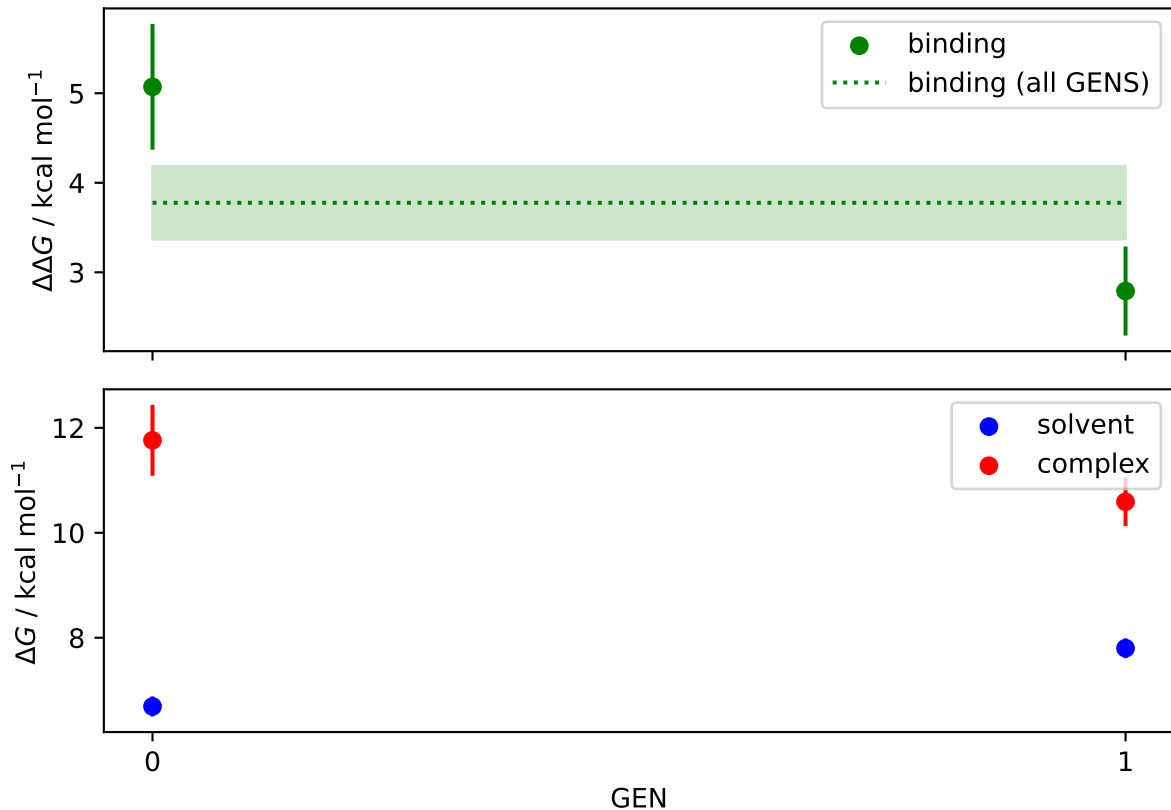 ΔΔG / kcal mol⁻¹
5
4
3
binding
binding (all GENS)
ΔG / kcal mol⁻¹
12
10
8
solvent
complex
0
1
GEN